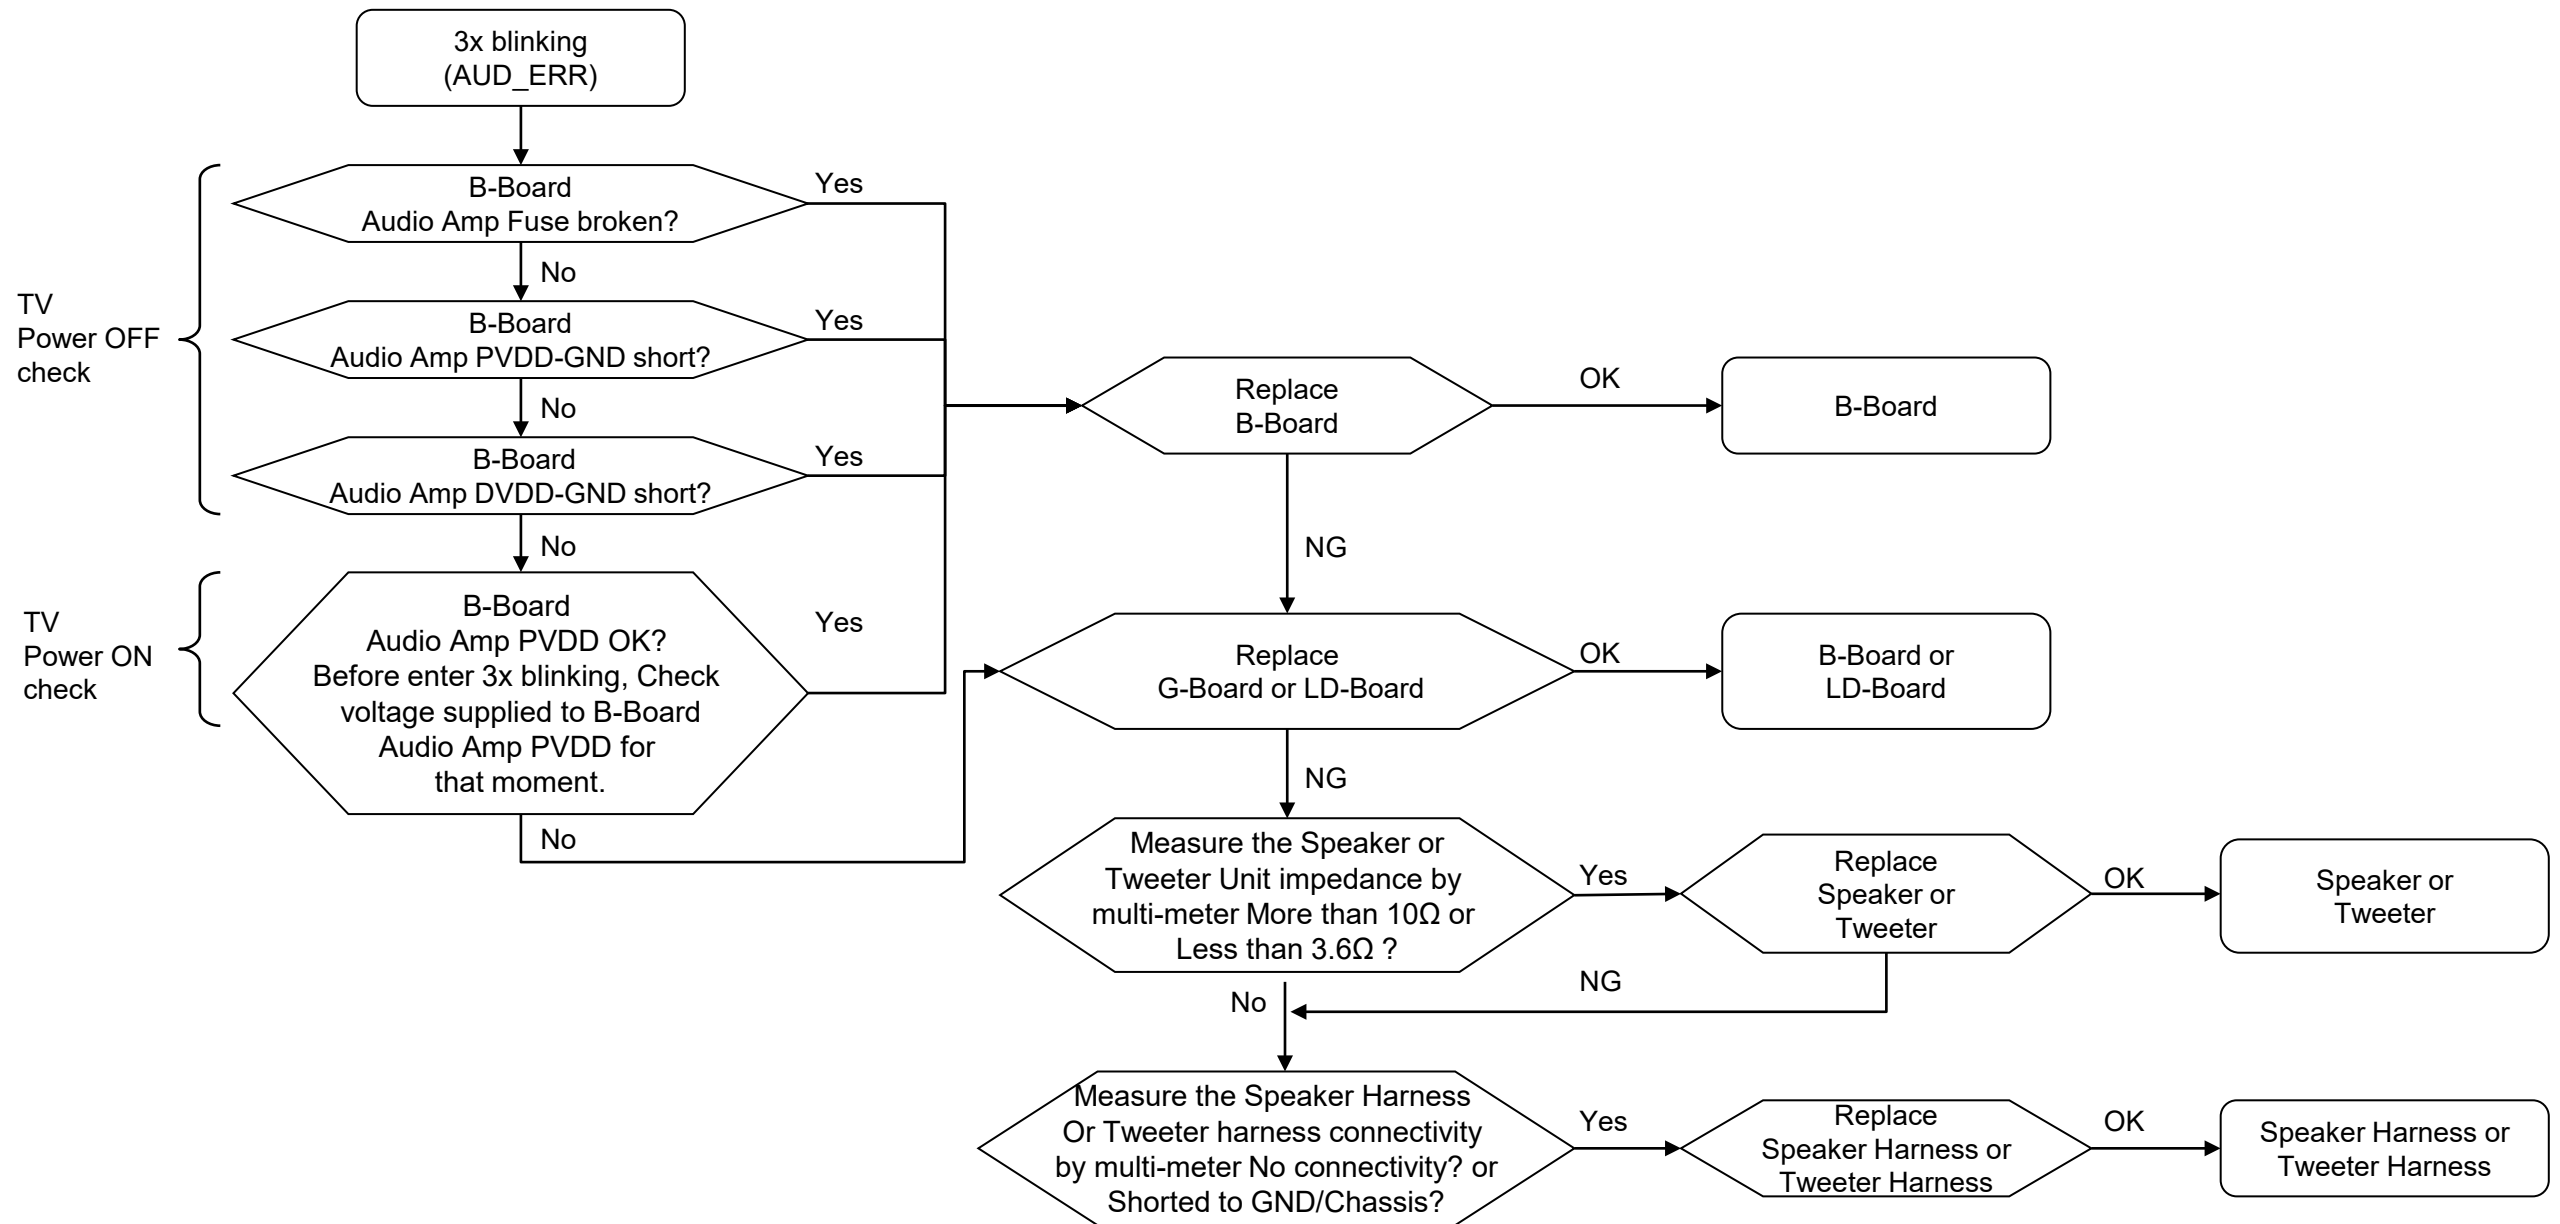 3x blinking
(AUD_ERR)
TV
Power OFF
check
B-Board
Audio Amp Fuse broken?
Yes
No
B-Board
Audio Amp PVDD-GND short?
Yes
No
B-Board
Audio Amp DVDD-GND short?
Yes
No
TV
Power ON
check
B-Board
Audio Amp PVDD OK?
Before enter 3x blinking, Check
voltage supplied to B-Board
Audio Amp PVDD for
that moment.
Yes
No
Replace
B-Board
OK
B-Board
NG
Replace
G-Board or LD-Board
OK
B-Board or
LD-Board
NG
Measure the Speaker or
Tweeter Unit impedance by
multi-meter More than 10Ω or
Less than 3.6Ω ?
Yes
Replace
Speaker or
Tweeter
OK
Speaker or
Tweeter
NG
No
Measure the Speaker Harness
Or Tweeter harness connectivity
by multi-meter No connectivity? or
Shorted to GND/Chassis?
Yes
Replace
Speaker Harness or
Tweeter Harness
OK
Speaker Harness or
Tweeter Harness